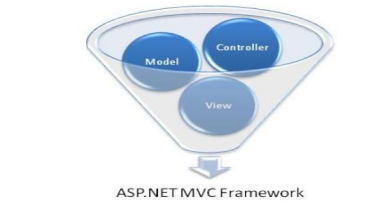 Controller
Model
View
ASP.NET MVC Framework